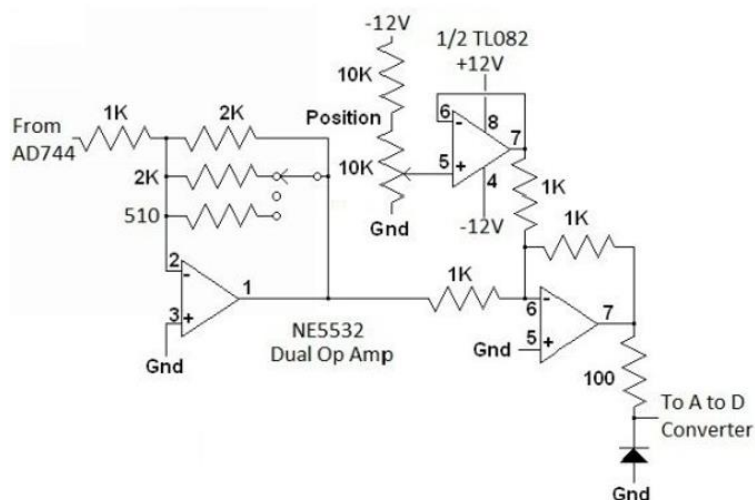 -12V
1/2 TL082
+12V
10K
1K
2K
From
AD744
Position
6
-
8
7
2K
10K
5
+
4
1K
510
Gnd
-12V
1K
2
-
1
1K
6
-
7
3
+
NE5532
Dual Op Amp
Gnd
5
+
Gnd
100
To A to D
Converter
Gnd